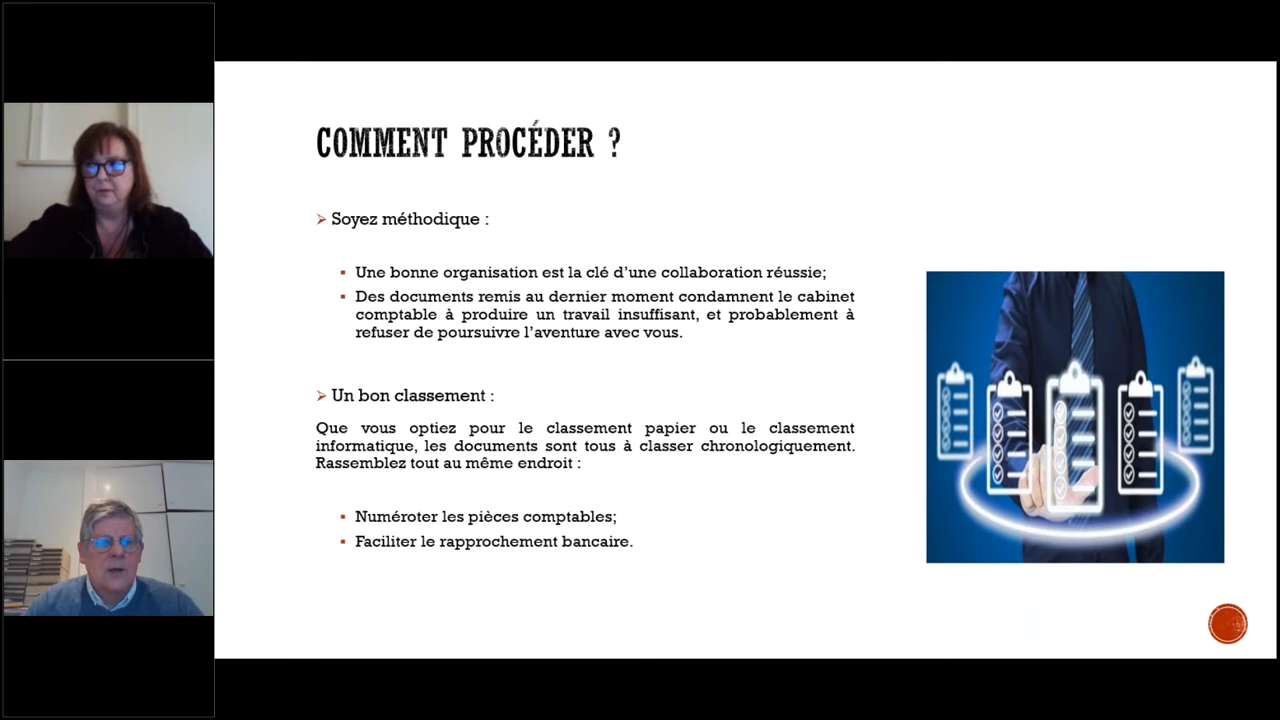 COMMENT PROCÉDER ?
Soyez méthodique :
Une bonne organisation est la clé d’une collaboration réussie;
Des documents remis au dernier moment condamnent le cabinet
comptable à produire un travail insuffisant, et probablement à
refuser de poursuivre l’aventure avec vous.
Un bon classement :
Que vous optiez pour le classement papier ou le classement
informatique, les documents sont tous à classer chronologiquement.
Rassemblez tout au même endroit :
Numéroter les pièces comptables;
Faciliter le rapprochement bancaire.